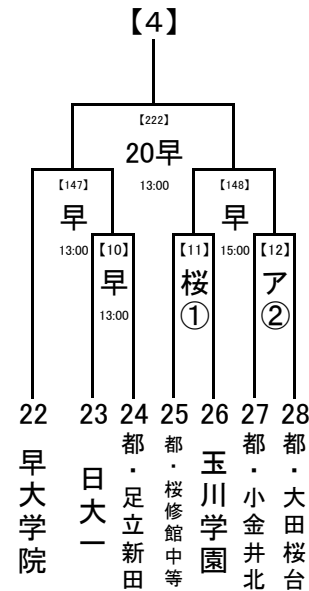 【4】
【222】
20早
13:00
【147】
早
13:00
【148】
早
15:00
【10】
早
13:00
【11】
桜
①
【12】
ア
②
22
早大学院
23
日大一
24
都・足立新田
25
都・桜修館中等
26
玉川学園
27
都・小金井北
28
都・大田桜台